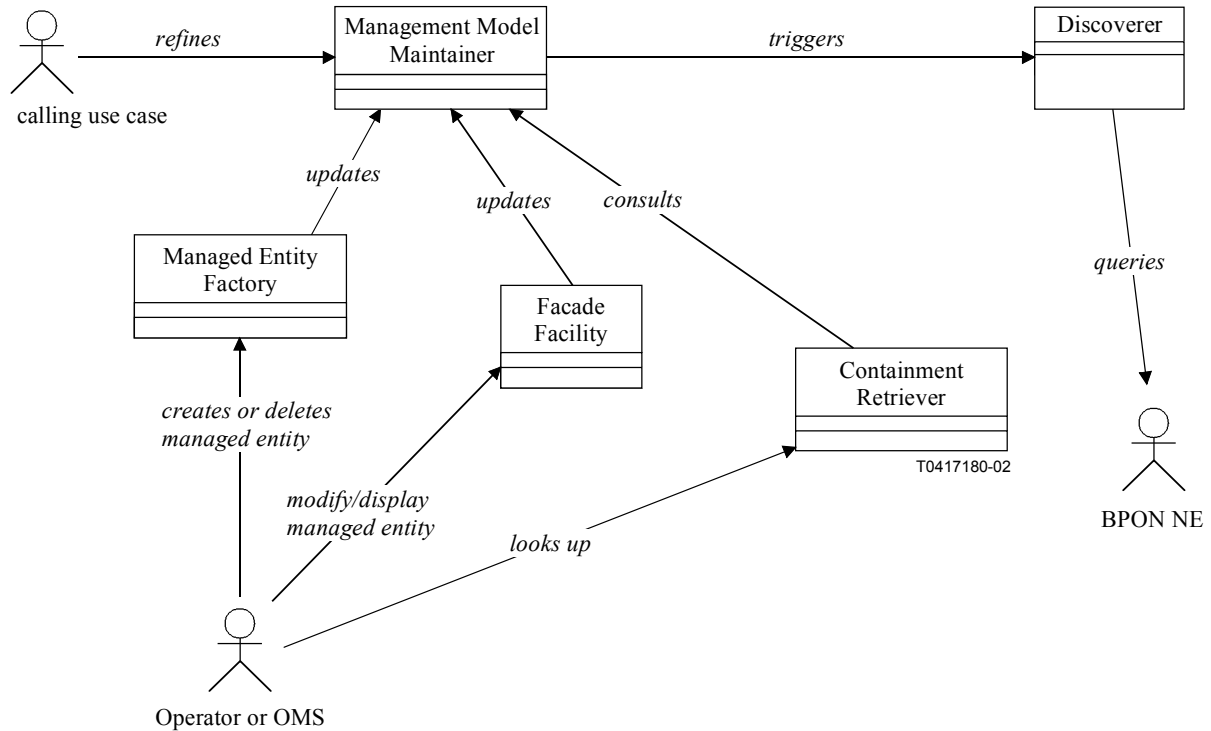 Management Model
Maintainer
Discoverer
refines
triggers
calling use case
updates
updates
consults
Managed Entity
Factory
queries
Facade
Facility
Containment
Retriever
creates or deletes
managed entity
T0417180-02
modify/display
managed entity
looks up
BPON NE
Operator or OMS